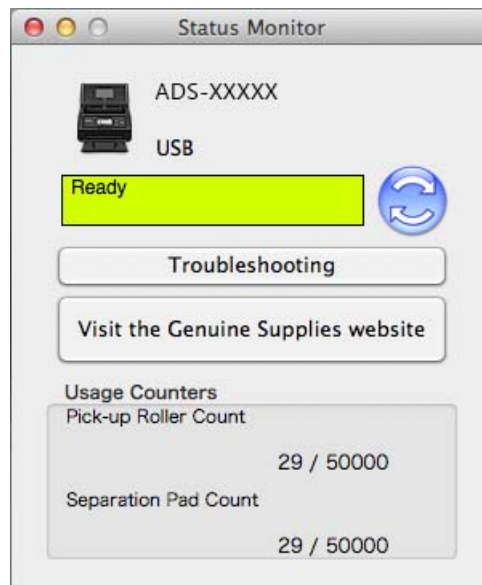 Status Monitor
ADS-XXXXX
USB
Ready
Troubleshooting
Visit the Genuine Supplies website
Usage Counters
Pick-up Roller Count
29 / 50000
Separation Pad Count
29 / 50000